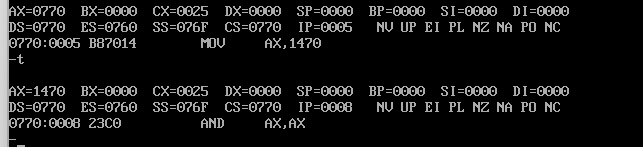 AX=0770  BX=0000  CX=0025  DX=0000  SP=0000  BP=0000  SI=0000  DI=0000
DS=0770  ES=0760  SS=076F  CS=0770  IP=0005   NV UP EI PL NZ NA PO NC
0770:0005 B87014        MOV     AX,1470
-t
AX=1470  BX=0000  CX=0025  DX=0000  SP=0000  BP=0000  SI=0000  DI=0000
DS=0770  ES=0760  SS=076F  CS=0770  IP=0008   NV UP EI PL NZ NA PO NC
0770:0008 23C0          AND     AX,AX
-_